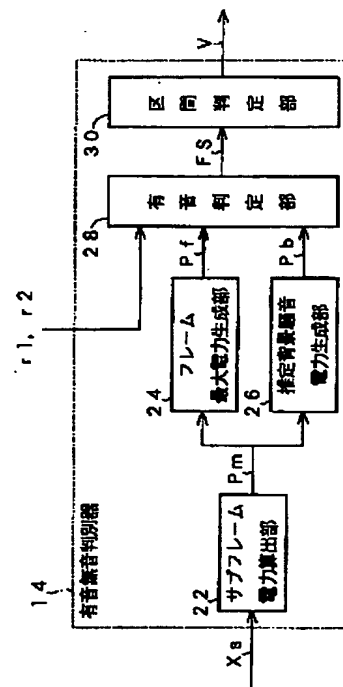 14
有音無音判別器
Xs
22
サブフレーム
電力算出部
Pm
24
フレーム
最大電力生成部
26
推定背景騒音
電力生成部
Pf
Pb
r1, r2
28
有音判定部
FS
30
区間判定部
V